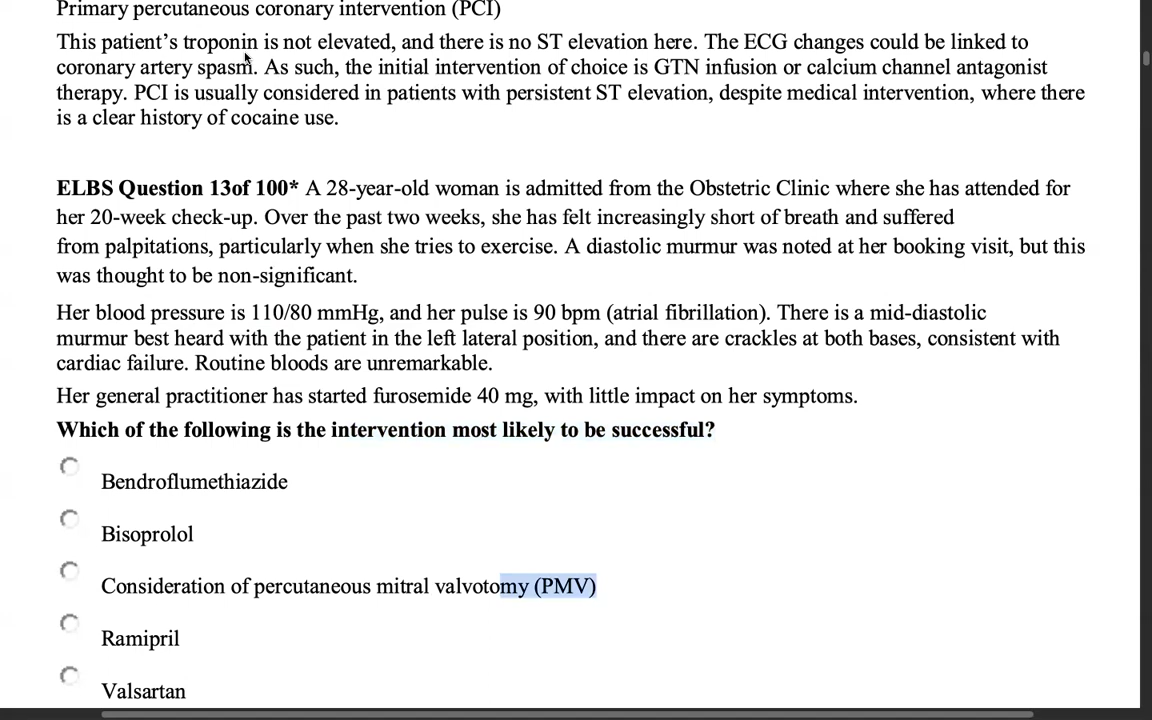 Primary percutaneous coronary intervention (PCI)
This patient’s troponin is not elevated, and there is no ST elevation here. The ECG changes could be linked to
coronary artery spasm. As such, the initial intervention of choice is GTN infusion or calcium channel antagonist
therapy. PCI is usually considered in patients with persistent ST elevation, despite medical intervention, where there
is a clear history of cocaine use.
ELBS Question 13of 100* A 28-year-old woman is admitted from the Obstetric Clinic where she has attended for
her 20-week check-up. Over the past two weeks, she has felt increasingly short of breath and suffered
from palpitations, particularly when she tries to exercise. A diastolic murmur was noted at her booking visit, but this
was thought to be non-significant.
Her blood pressure is 110/80 mmHg, and her pulse is 90 bpm (atrial fibrillation). There is a mid-diastolic
murmur best heard with the patient in the left lateral position, and there are crackles at both bases, consistent with
cardiac failure. Routine bloods are unremarkable.
Her general practitioner has started furosemide 40 mg, with little impact on her symptoms.
Which of the following is the intervention most likely to be successful?
Bendroflumethiazide
Bisoprolol
Consideration of percutaneous mitral valvotomy (PMV)
Ramipril
Valsartan